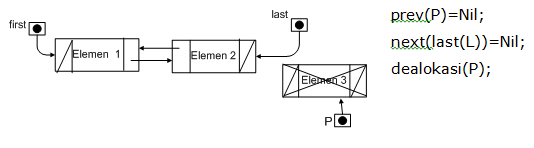 first
last
Elemen 1
Elemen 2
Elemen 3
P
prev(P)=Nil;
next(last(L))=Nil;
dealokasi(P);